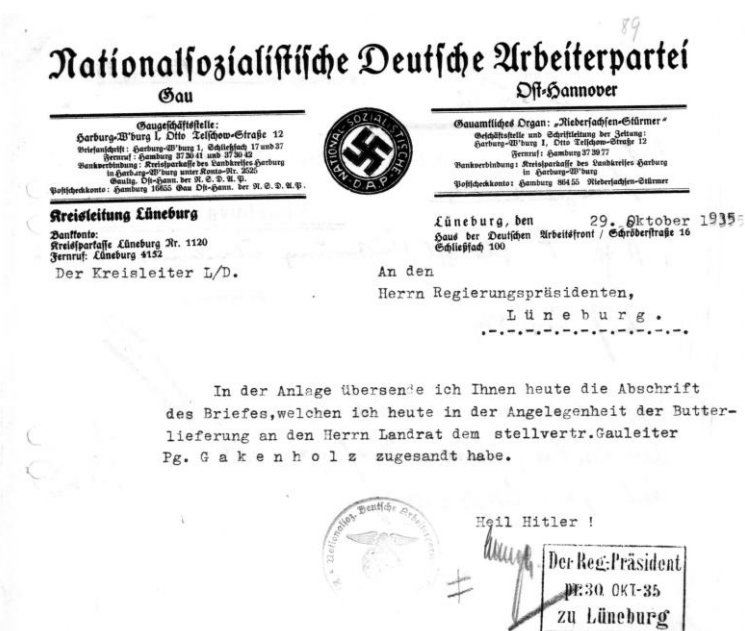 89
Nationalsozialistische Deutsche Arbeiterpartei
Gau
Ost-Hannover
Gaugeschäftsstelle:
Harburg-W'burg 1, Otto Telschow-Straße 12
Briefanschrift: Harburg-W'burg 1, Schließfach 17 und 37
Fernruf: Hamburg 37 30 41 und 37 30 42
Bankverbindung: Kreissparkasse des Landkreises Harburg
in Harburg-W'burg unter Konto-Nr. 2525
Gaultg. Ost-Hann. der N. S. D. A. P.
Postscheckkonto: Hamburg 16655 Gau Ost-Hann. der N. S. D. A. P.
NATIONAL-SOZIALISTISCHE
D.A.P.
Gauamtliches Organ: „Niedersachsen-Stürmer“
Geschäftsstelle und Schriftleitung der Zeitung:
Harburg-W'burg 1, Otto Telschow-Straße 12
Fernruf: Hamburg 37 39 77
Bankverbindung: Kreissparkasse des Landkreises Harburg
in Harburg-W'burg
Postscheckkonto: Hamburg 864 55 Niedersachsen-Stürmer
Kreisleitung Lüneburg
Bankkonto:
Kreissparkasse Lüneburg Nr. 1120
Fernruf: Lüneburg 4152
Lüneburg, den 29. Oktober 1935
Haus der Deutschen Arbeitsfront / Schröderstraße 16
Schließfach 100
Der Kreisleiter L/D.
An den
Herrn Regierungspräsidenten,
L ü n e b u r g .
In der Anlage übersende ich Ihnen heute die Abschrift
des Briefes,welchen ich heute in der Angelegenheit der Butter-
lieferung an den Herrn Landrat dem stellvertr.Gauleiter
Pg. G a k e n h o l z zugesandt habe.
Heil Hitler !
Nationalsoz. Deutsche
Der Reg.-Präsident
pr. 30. OKT-35
zu Lüneburg